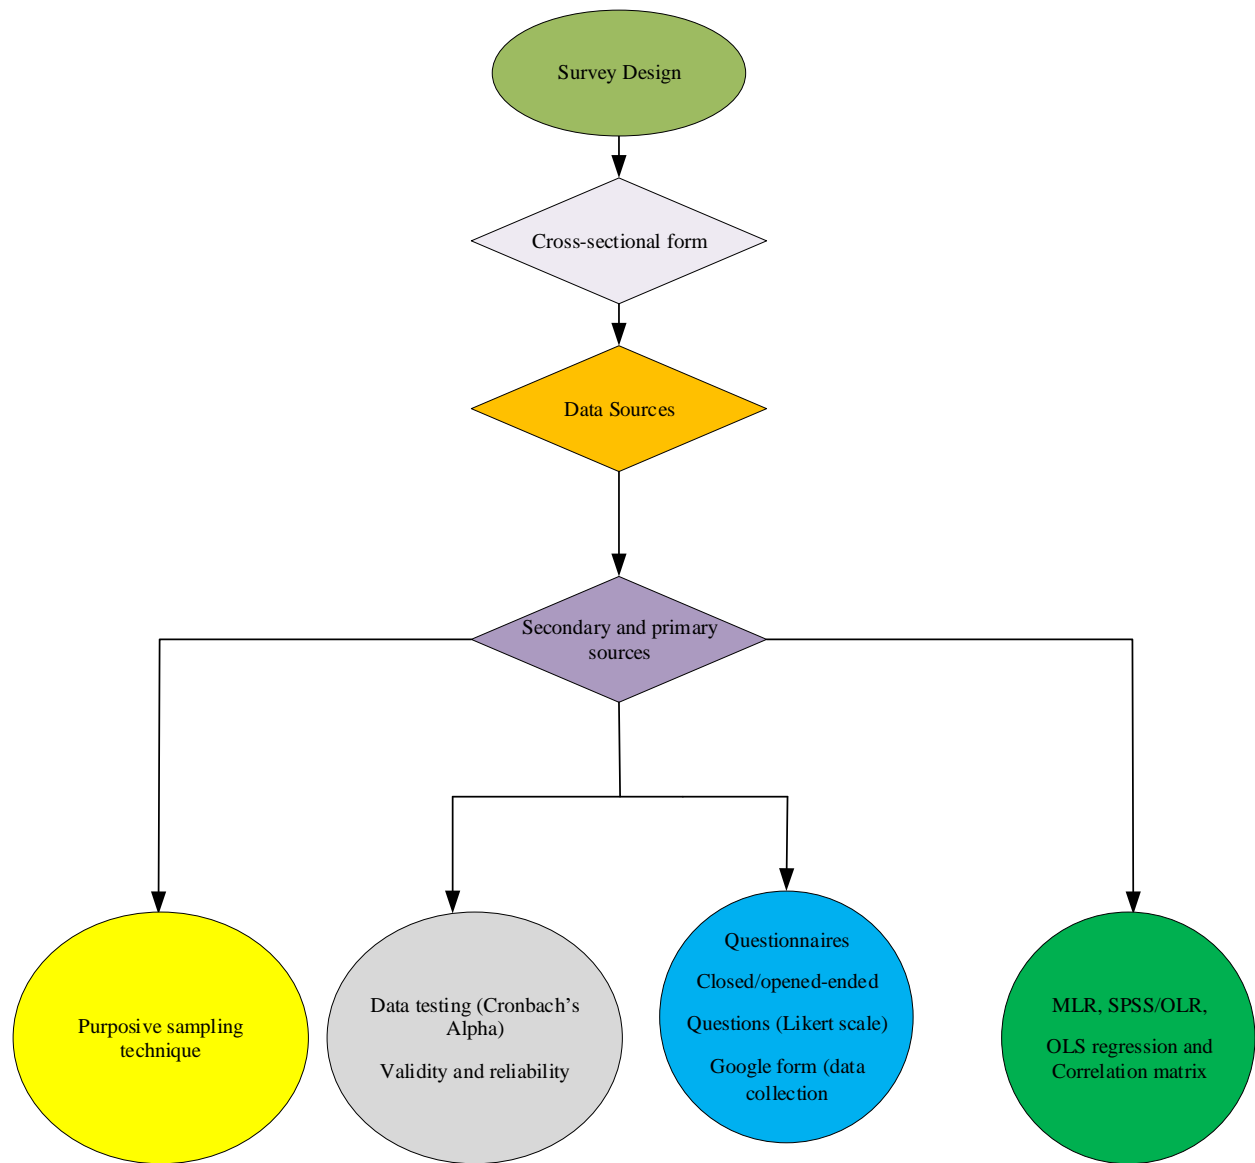 Survey Design
Cross-sectional form
Data Sources
Secondary and primary
sources
Purposive sampling
technique
Data testing (Cronbach's
Alpha)
Validity and reliability
Questionnaires
Closed/opened-ended
Questions (Likert scale)
Google form (data
collection
MLR, SPSS/OLR,
OLS regression and
Correlation matrix